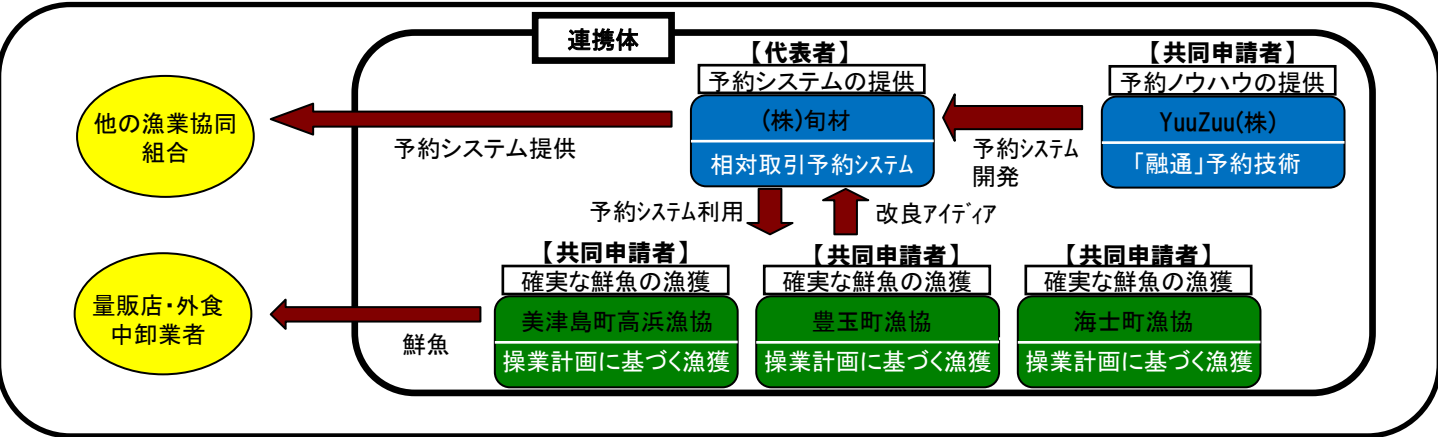 連携体
【代表者】
予約システムの提供
(株)旬材
相対取引予約ｼｽﾃﾑ
【共同申請者】
予約ノウハウの提供
YuuZuu(株)
「融通」予約技術
他の漁業協同
組合
予約システム提供
予約ｼｽﾃﾑ
開発
予約ｼｽﾃﾑ利用
改良ｱｲﾃﾞｨｱ
量販店・外食
中卸業者
鮮魚
【共同申請者】
確実な鮮魚の漁獲
美津島町高浜漁協
操業計画に基づく漁獲
【共同申請者】
確実な鮮魚の漁獲
豊玉町漁協
操業計画に基づく漁獲
【共同申請者】
確実な鮮魚の漁獲
海士町漁協
操業計画に基づく漁獲